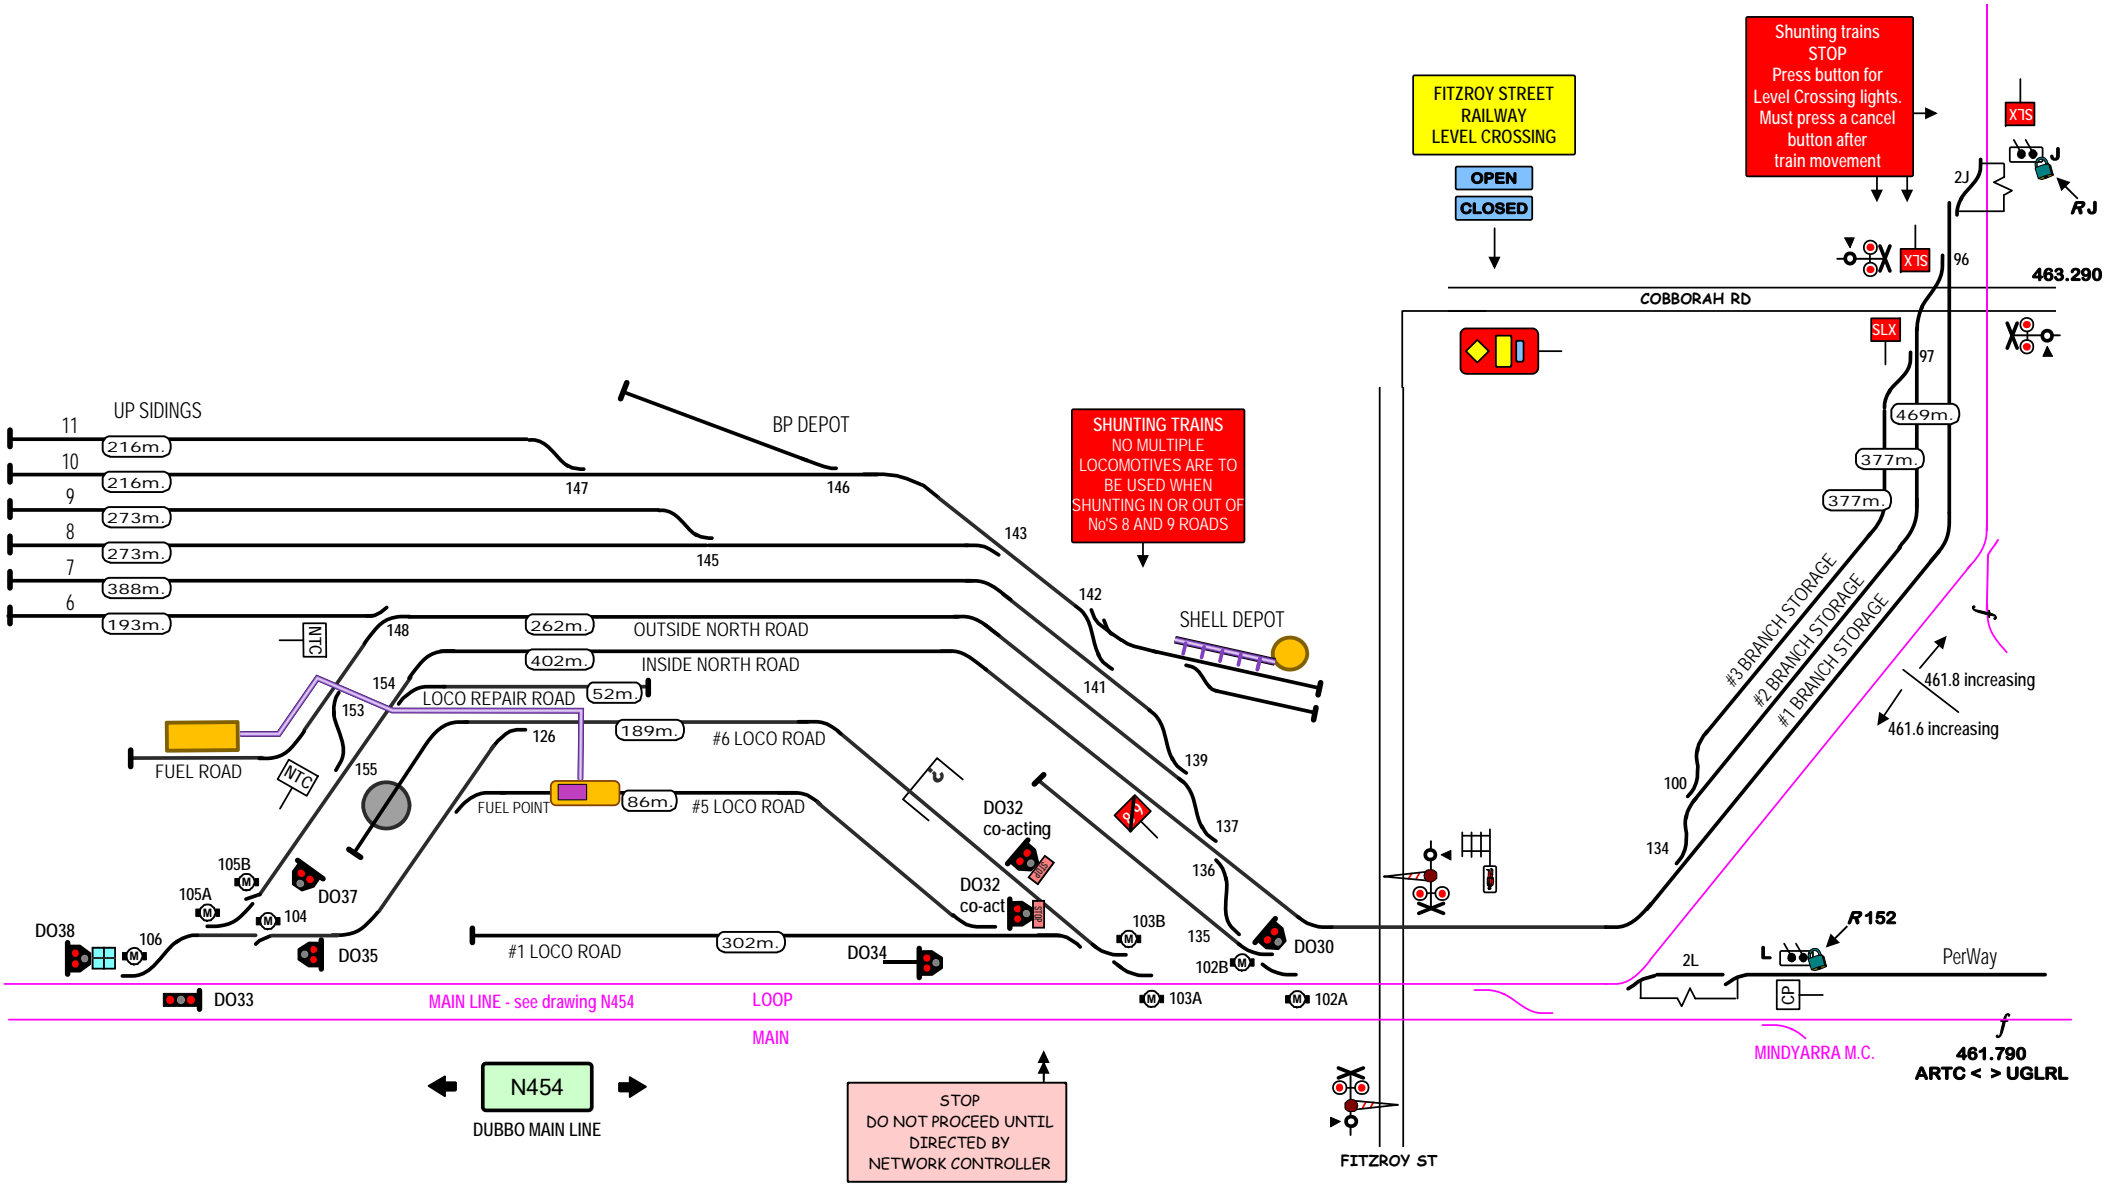 Shunting trains
STOP
Press button for
Level Crossing lights.
Must press a cancel
button after
train movement
FITZROY STREET
RAILWAY
LEVEL CROSSING
OPEN
CLOSED
SLX
J
2J
RJ
SLX
96
463.290
COBBORAH RD
SLX
97
469m.
377m.
377m.
UP SIDINGS
11
216m.
10
216m.
9
273m.
8
273m.
7
388m.
6
193m.
BP DEPOT
147
146
145
143
SHUNTING TRAINS
NO MULTIPLE
LOCOMOTIVES ARE TO
BE USED WHEN
SHUNTING IN OR OUT OF
No'S 8 AND 9 ROADS
142
SHELL DEPOT
NTC
148
262m.
OUTSIDE NORTH ROAD
402m.
INSIDE NORTH ROAD
154
LOCO REPAIR ROAD
52m.
153
141
#3 BRANCH STORAGE
#2 BRANCH STORAGE
#1 BRANCH STORAGE
461.8 increasing
461.6 increasing
126
189m.
#6 LOCO ROAD
139
FUEL ROAD
NTC
155
FUEL POINT
86m.
#5 LOCO ROAD
DO32
co-acting
STOP
137
100
134
136
105B
M
105A
M
DO37
104
M
DO32
co-act
STOP
103B
M
135
DO30
DO38
106
M
DO35
#1 LOCO ROAD
302m.
DO34
102B
M
R152
L
2L
PerWay
CP
DO33
MAIN LINE - see drawing N454
LOOP
M
103A
M
102A
MAIN
MINDYARRA M.C.
461.790
ARTC < > UGLRL
N454
DUBBO MAIN LINE
STOP
DO NOT PROCEED UNTIL
DIRECTED BY
NETWORK CONTROLLER
FITZROY ST